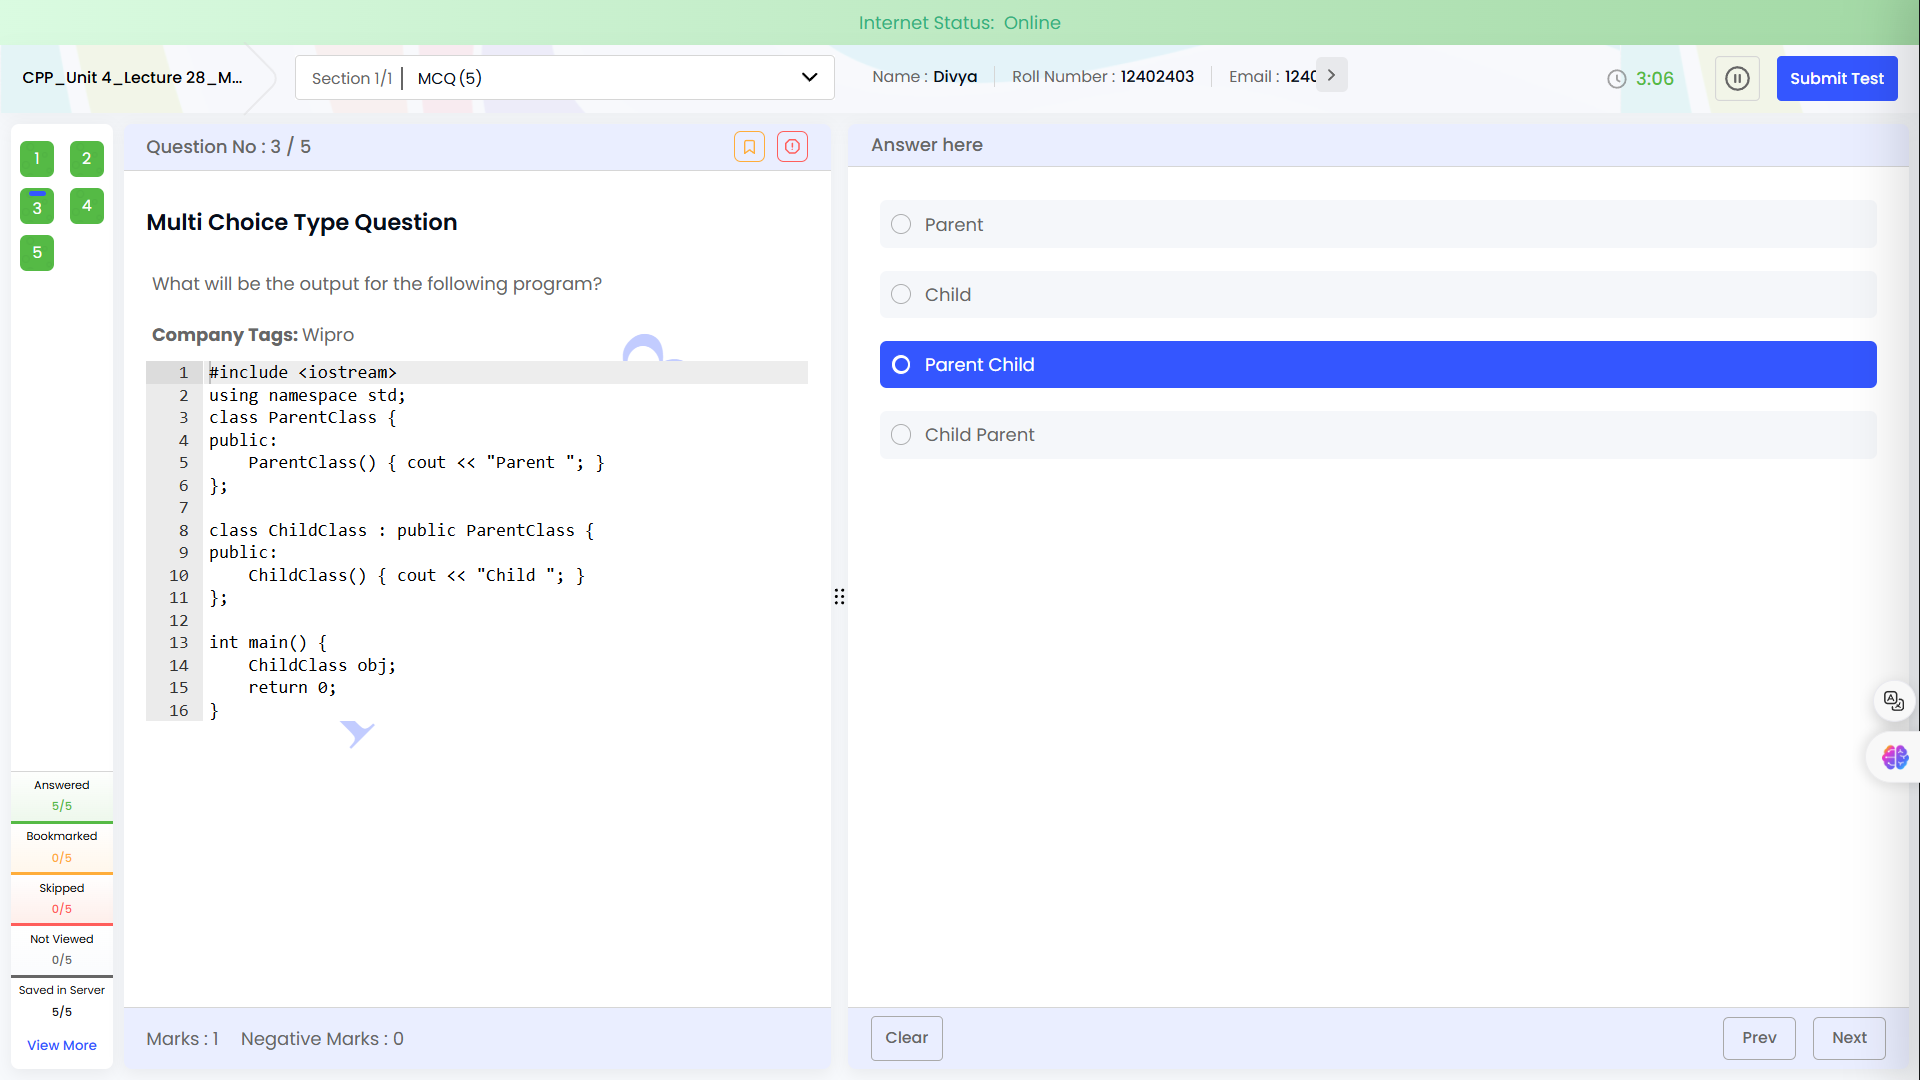 Internet Status: Online
CPP_Unit 4_Lecture 28_M...
Section 1/1 | MCQ (5)
Name : Divya
Roll Number : 12402403
Email : 1240
3:06
Submit Test
1
2
3
4
5
Question No : 3 / 5
Multi Choice Type Question
What will be the output for the following program?
Company Tags: Wipro
1 #include <iostream>
2 using namespace std;
3 class ParentClass {
4 public:
5     ParentClass() { cout << "Parent "; }
6 };
7
8 class ChildClass : public ParentClass {
9 public:
10     ChildClass() { cout << "Child "; }
11 };
12
13 int main() {
14     ChildClass obj;
15     return 0;
16 }
Answered
5/5
Bookmarked
0/5
Skipped
0/5
Not Viewed
0/5
Saved in Server
5/5
View More
Marks : 1 Negative Marks : 0
Answer here
Parent
Child
Parent Child
Child Parent
Clear
Prev
Next